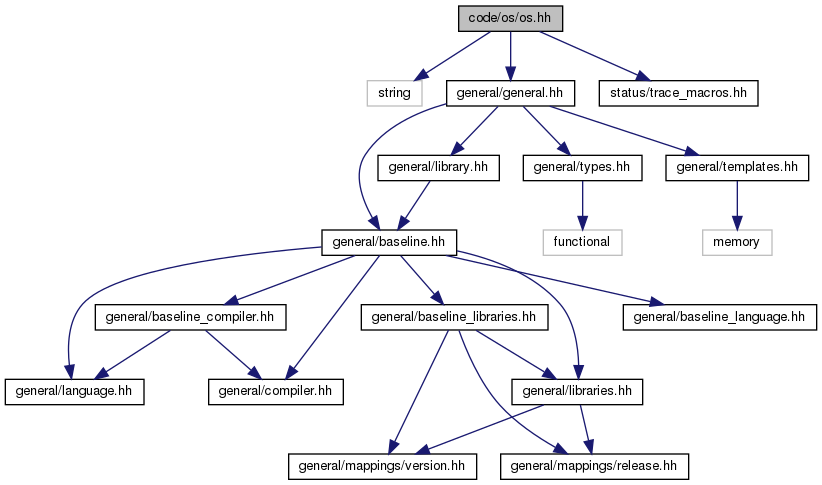 code/os/os.hh
string
general/general.hh
status/trace_macros.hh
general/library.hh
general/types.hh
general/templates.hh
general/baseline.hh
functional
memory
general/baseline_compiler.hh
general/baseline_libraries.hh
general/baseline_language.hh
general/language.hh
general/compiler.hh
general/libraries.hh
general/mappings/version.hh
general/mappings/release.hh